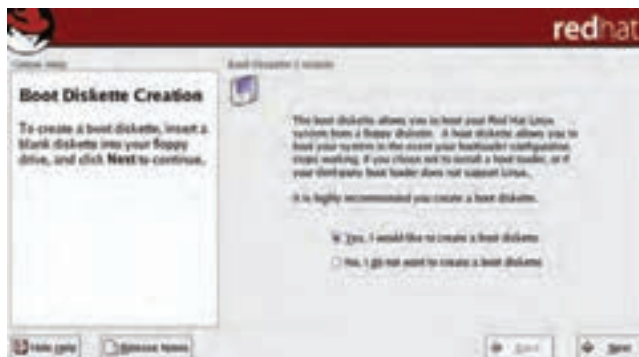 redhat
Online Help
Boot Diskette Creation
Boot Diskette Creation
To create a boot diskette, insert a
blank diskette into your floppy
drive, and click Next to continue.
The boot diskette allows you to boot your Red Hat Linux
system from a floppy diskette. A boot diskette allows you to
boot your system in the event your bootloader configuration
stops working, if you chose not to install a boot loader, or if
your third-party boot loader does not support Linux.
It is highly recommended you create a boot diskette.
Yes, I would like to create a boot diskette
No, I do not want to create a boot diskette
Hide Help
Release Notes
Back
Next